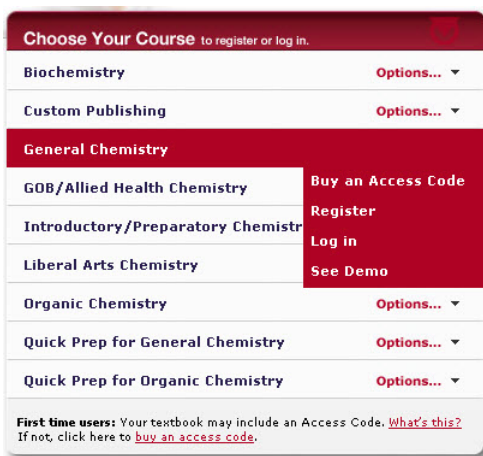 Choose Your Course to register or log in.
Biochemistry Options...
Custom Publishing Options...
General Chemistry
GOB/Allied Health Chemistry
Buy an Access Code
Register
Introductory/Preparatory Chemistr
Log in
Liberal Arts Chemistry
See Demo
Organic Chemistry Options...
Quick Prep for General Chemistry Options...
Quick Prep for Organic Chemistry Options...
First time users: Your textbook may include an Access Code. What's this?
If not, click here to buy an access code.